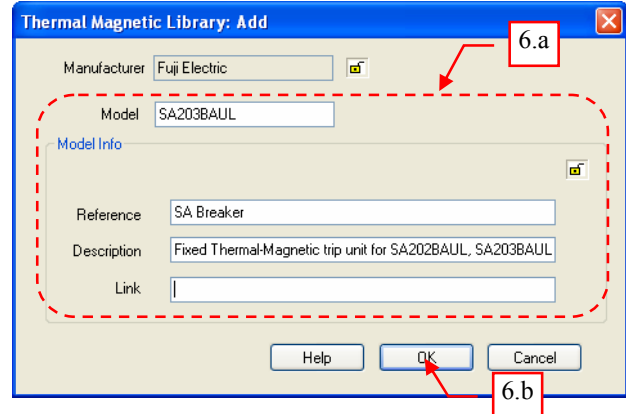 Thermal Magnetic Library: Add
6.a
Manufacturer Fuji Electric
Model SA203BAUL
Model Info
Reference SA Breaker
Description Fixed Thermal-Magnetic trip unit for SA202BAUL, SA203BAUL
Link
Help OK Cancel
6.b